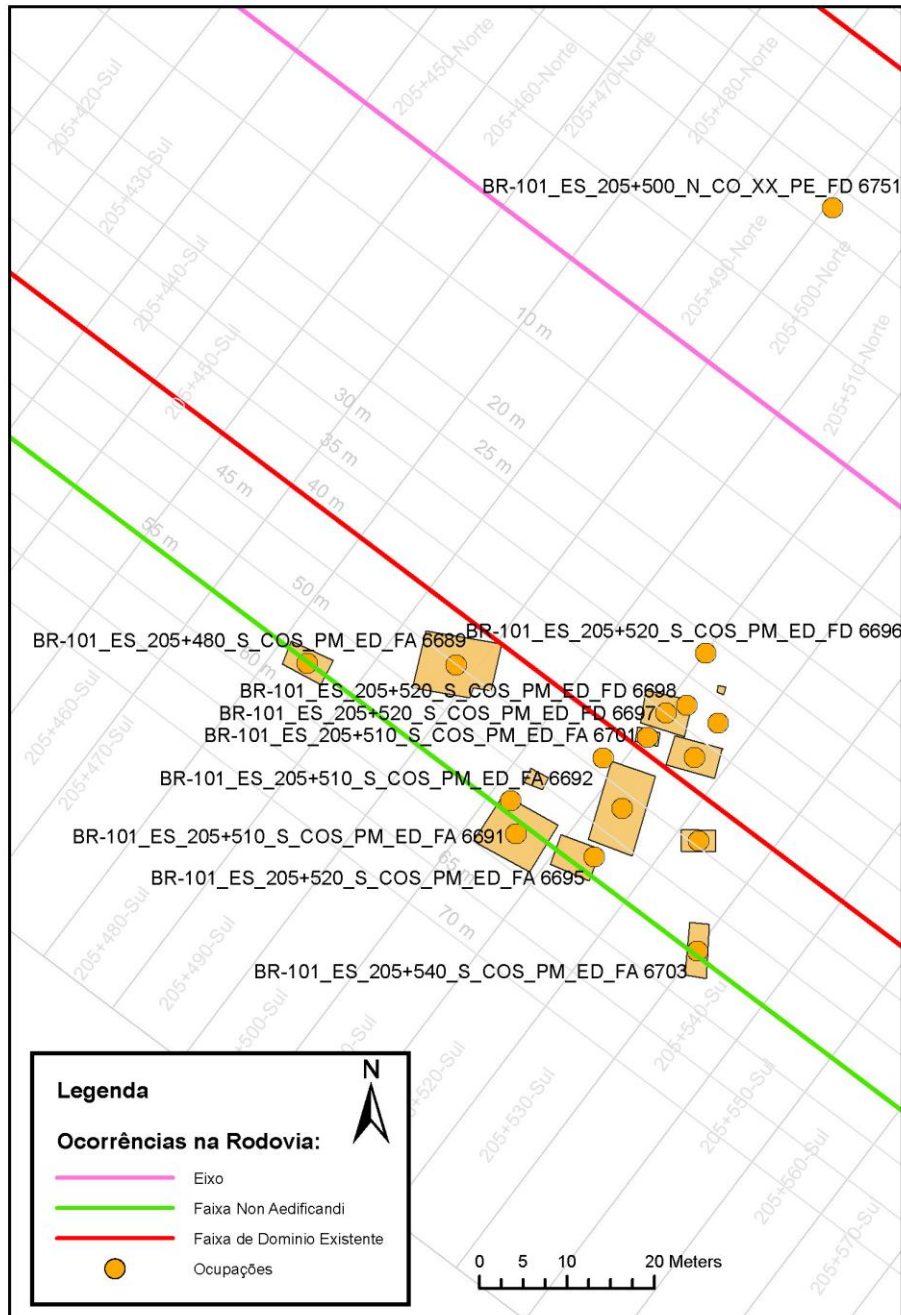 205+420-Sul
205+430-Sul
205+440-Sul
205+450-Sul
205+450-Norte
205+460-Norte
205+470-Norte
205+480-Norte
BR-101_ES_205+500_N_CO_XX_PE_FD 6751
205+490-Norte
205+500-Norte
205+510-Norte
10 m
20 m
25 m
30 m
35 m
40 m
45 m
55 m
50 m
60 m
BR-101_ES_205+480_S_COS_PM_ED_FA 6689
BR-101_ES_205+520_S_COS_PM_ED_FD 6696
BR-101_ES_205+520_S_COS_PM_ED_FD 6698
BR-101_ES_205+520_S_COS_PM_ED_FD 6697
BR-101_ES_205+510_S_COS_PM_ED_FA 6701
BR-101_ES_205+510_S_COS_PM_ED_FA 6692
BR-101_ES_205+510_S_COS_PM_ED_FA 6691
BR-101_ES_205+520_S_COS_PM_ED_FA 6695
BR-101_ES_205+540_S_COS_PM_ED_FA 6703
65 m
70 m
205+460-Sul
205+470-Sul
205+480-Sul
205+490-Sul
+500-Sul
0-Sul
+520-Sul
205+530-Sul
205+540-Sul
205+550-Sul
205+560-Sul
205+570-Sul
Legenda
N
Ocorrências na Rodovia:
Eixo
Faixa Non Aedificandi
Faixa de Dominio Existente
Ocupações
0 5 10 20 Meters